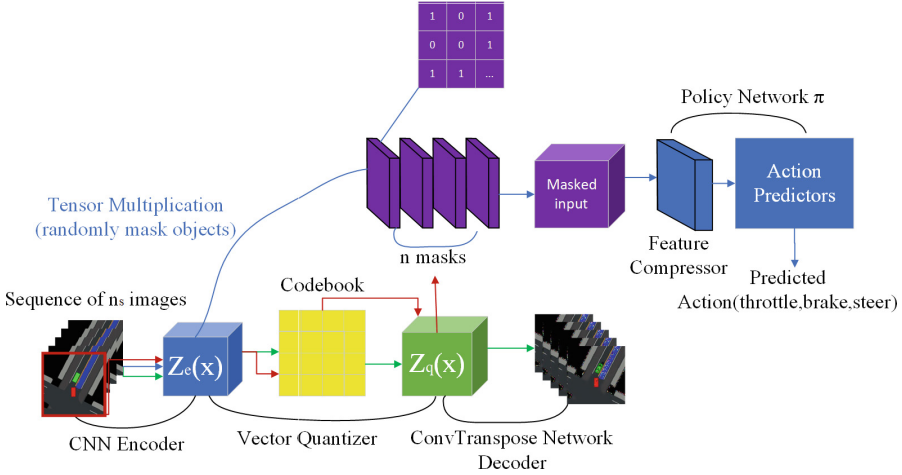 1 0 1
0 0 1
1 1 ...
Policy Network π
Tensor Multiplication
(randomly mask objects)
Masked
input
Action
Predictors
n masks
Feature
Compressor
Predicted
Action(throttle,brake,steer)
Sequence of nₛ images
Codebook
Zₑ(x)
Z_q(x)
CNN Encoder
Vector Quantizer
ConvTranspose Network
Decoder